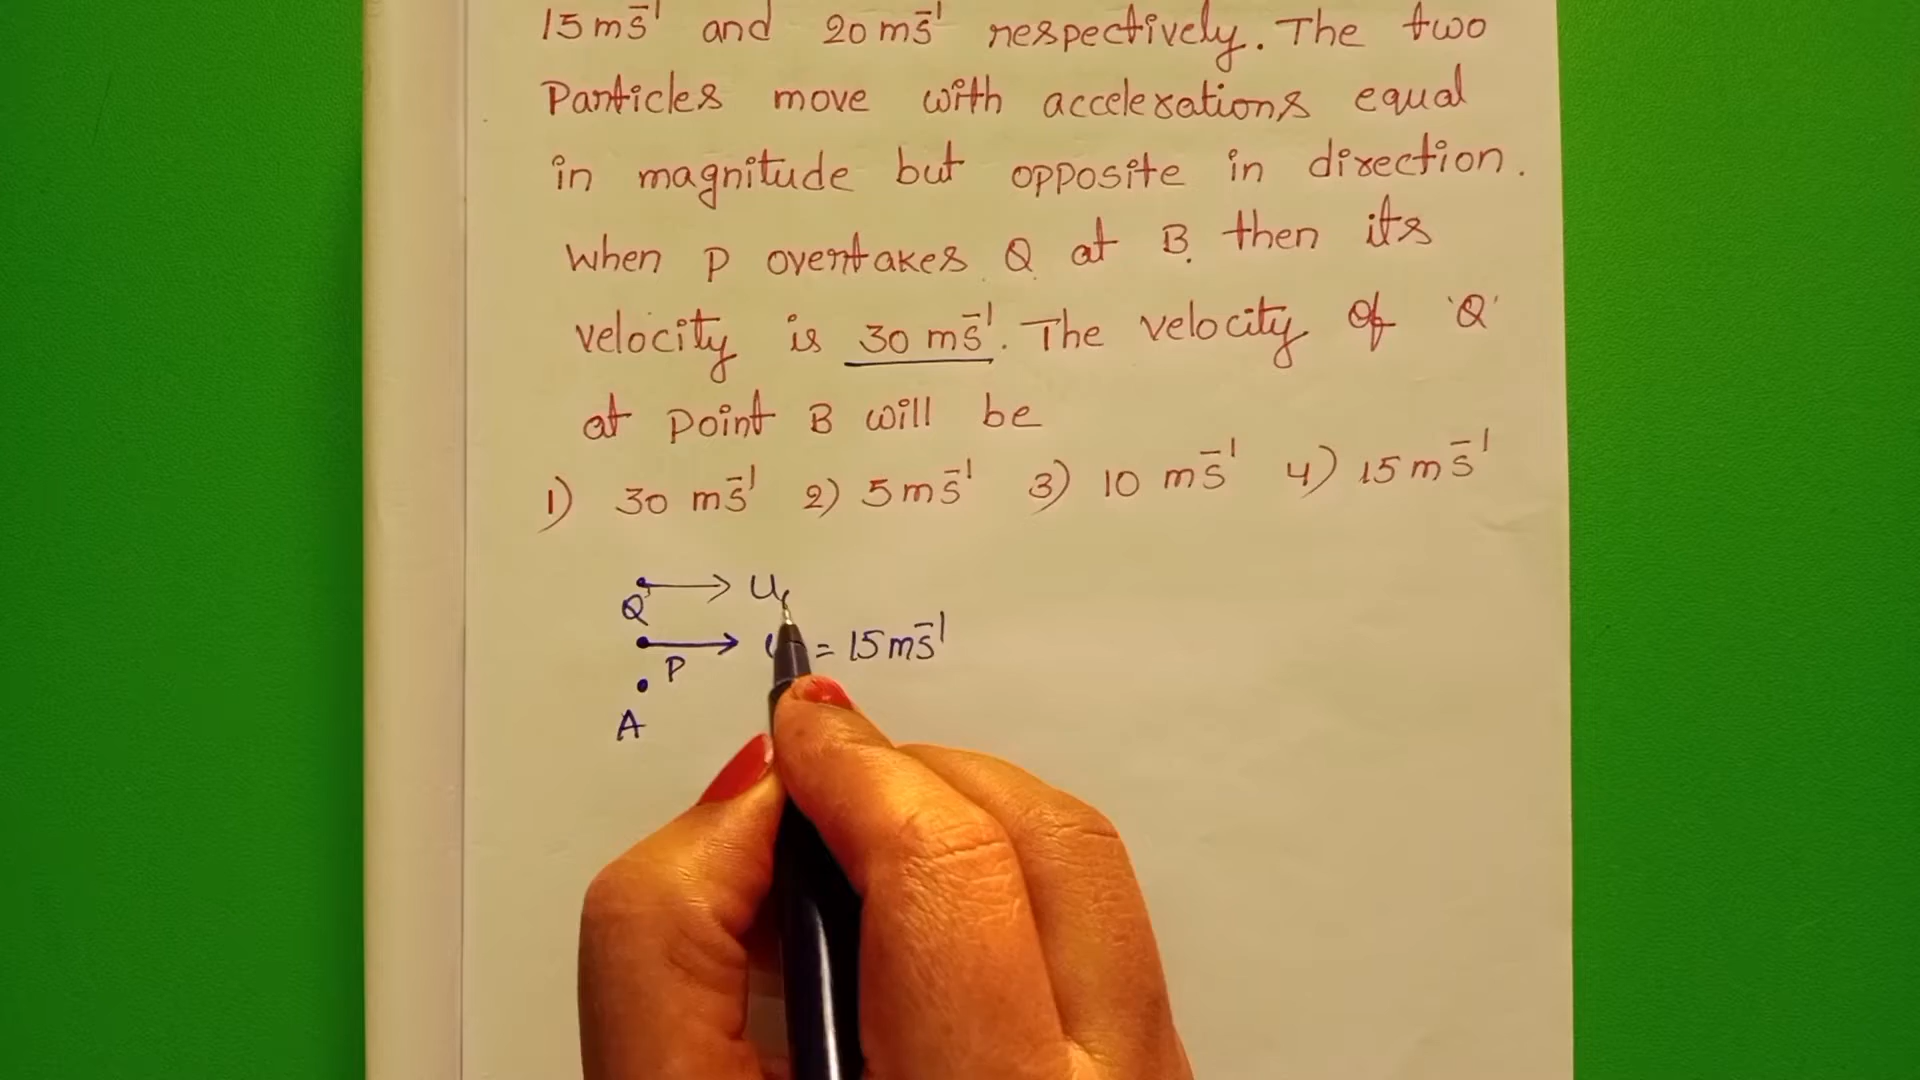 15 ms⁻¹ and 20 ms⁻¹ respectively. The two
Particles move with accelerations equal
in magnitude but opposite in direction.
when P overtakes Q at B then its
velocity is 30 ms⁻¹. The velocity of 'Q'
at point B will be
1) 30 ms⁻¹ 2) 5 ms⁻¹ 3) 10 ms⁻¹ 4) 15 ms⁻¹
Q U
P = 15 ms⁻¹
A